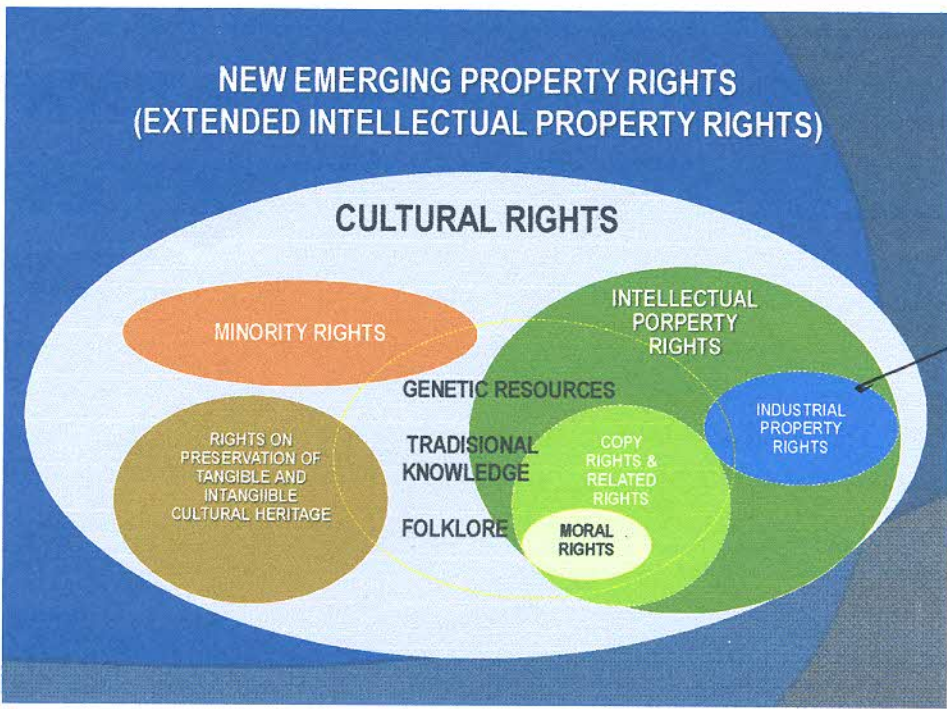 NEW EMERGING PROPERTY RIGHTS
(EXTENDED INTELLECTUAL PROPERTY RIGHTS)
CULTURAL RIGHTS
MINORITY RIGHTS
INTELLECTUAL
PORPERTY
RIGHTS
GENETIC RESOURCES
INDUSTRIAL
PROPERTY
RIGHTS
RIGHTS ON
PRESERVATION OF
TANGIBLE AND
INTANGIIBLE
CULTURAL HERITAGE
TRADISIONAL
KNOWLEDGE
COPY
RIGHTS &
RELATED
RIGHTS
FOLKLORE
MORAL
RIGHTS